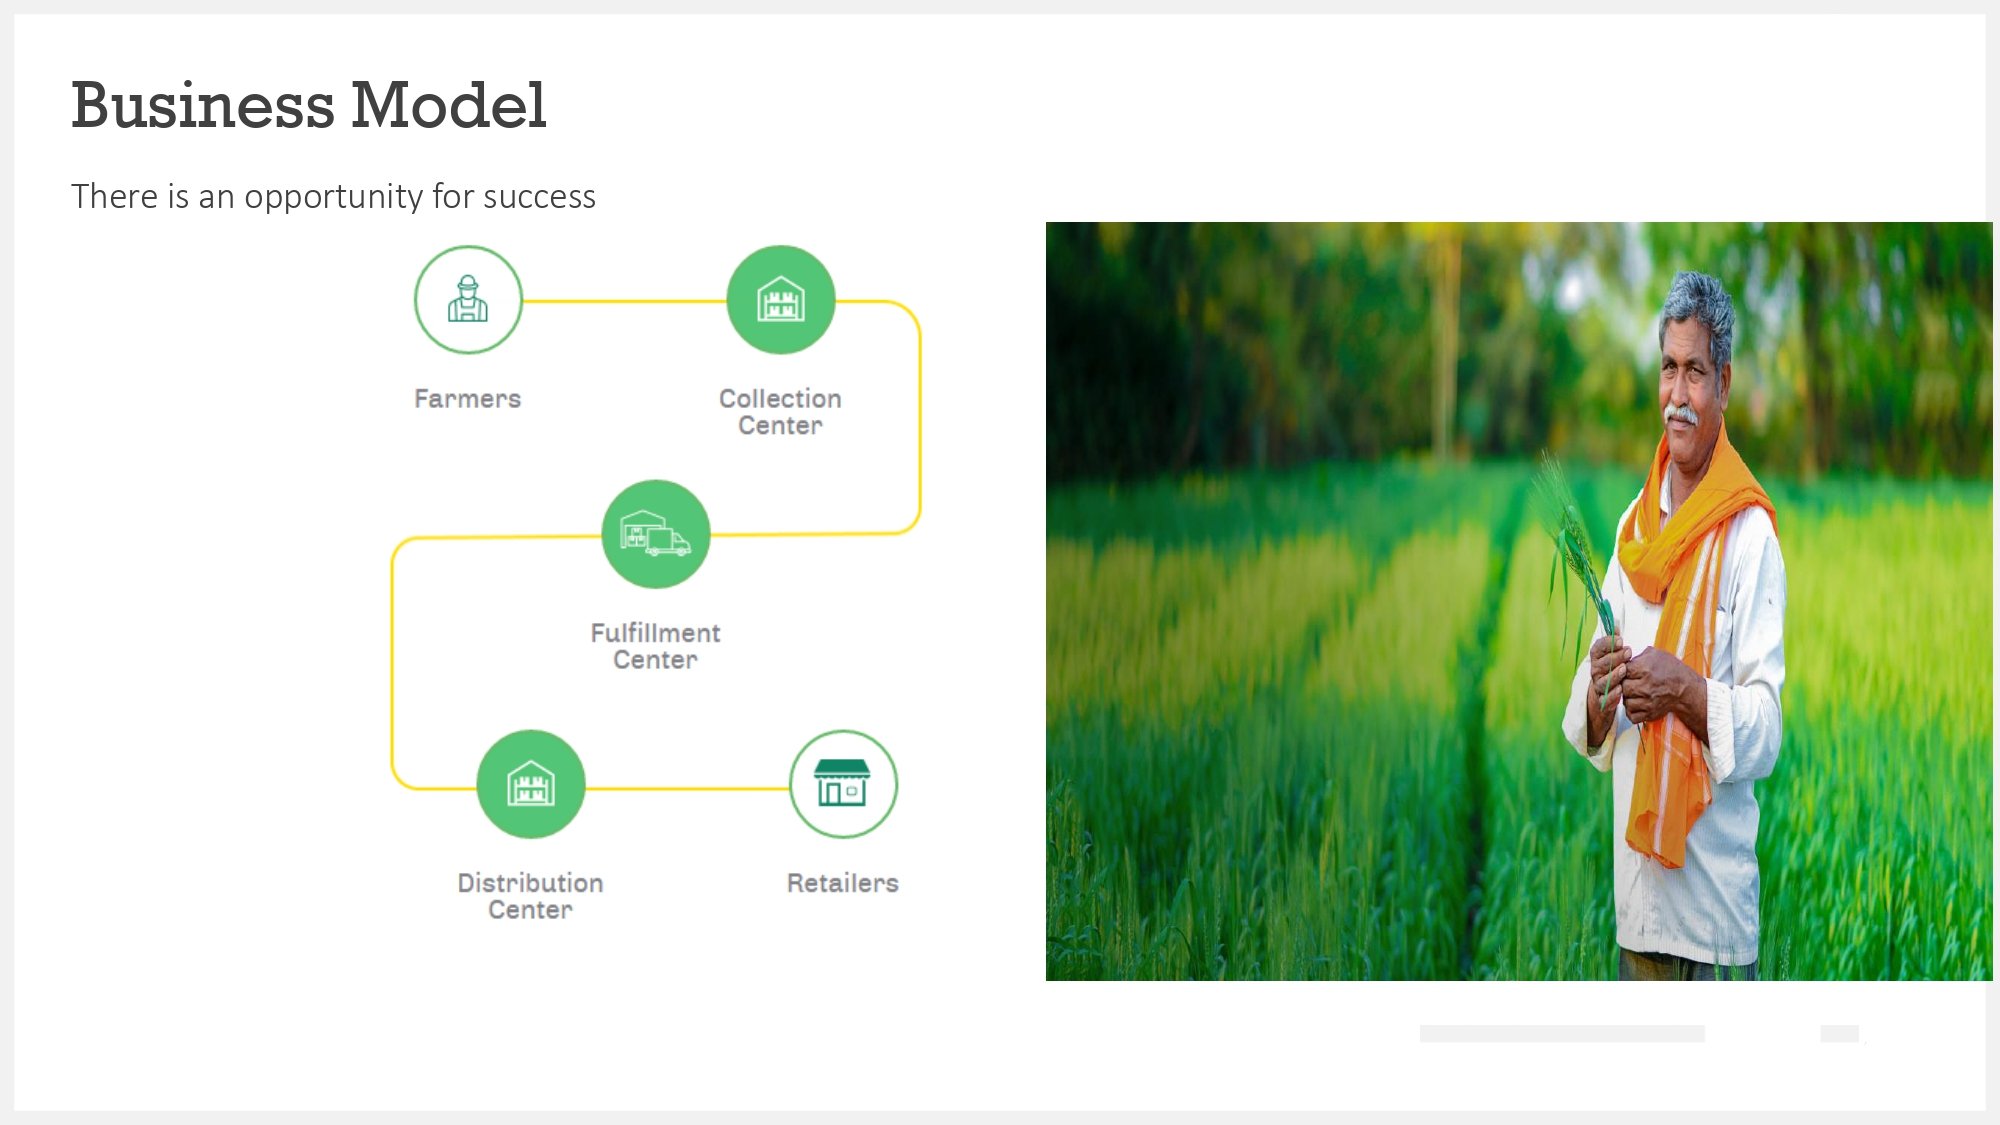 Business Model
There is an opportunity for success
Farmers
Collection
Center
Fulfillment
Center
Distribution
Center
Retailers